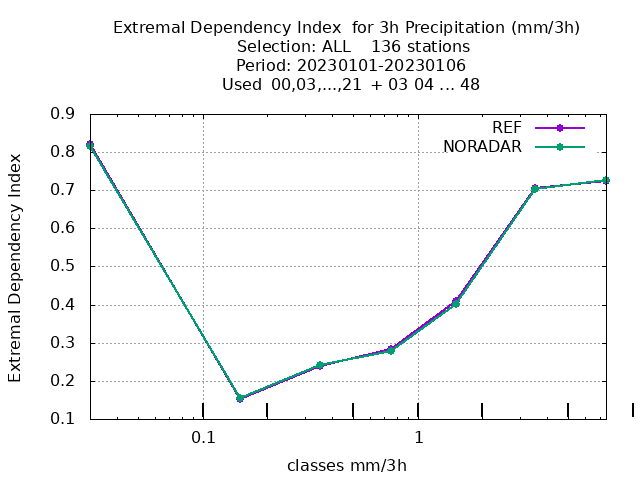 Extremal Dependency Index  for 3h Precipitation (mm/3h)
Selection: ALL    136 stations
Period: 20230101-20230106
Used  00,03,...,21  + 03 04 ... 48
REF
NORADAR
0.9
0.8
0.7
0.6
0.5
0.4
0.3
0.2
0.1
Extremal Dependency Index
0.1
1
classes mm/3h